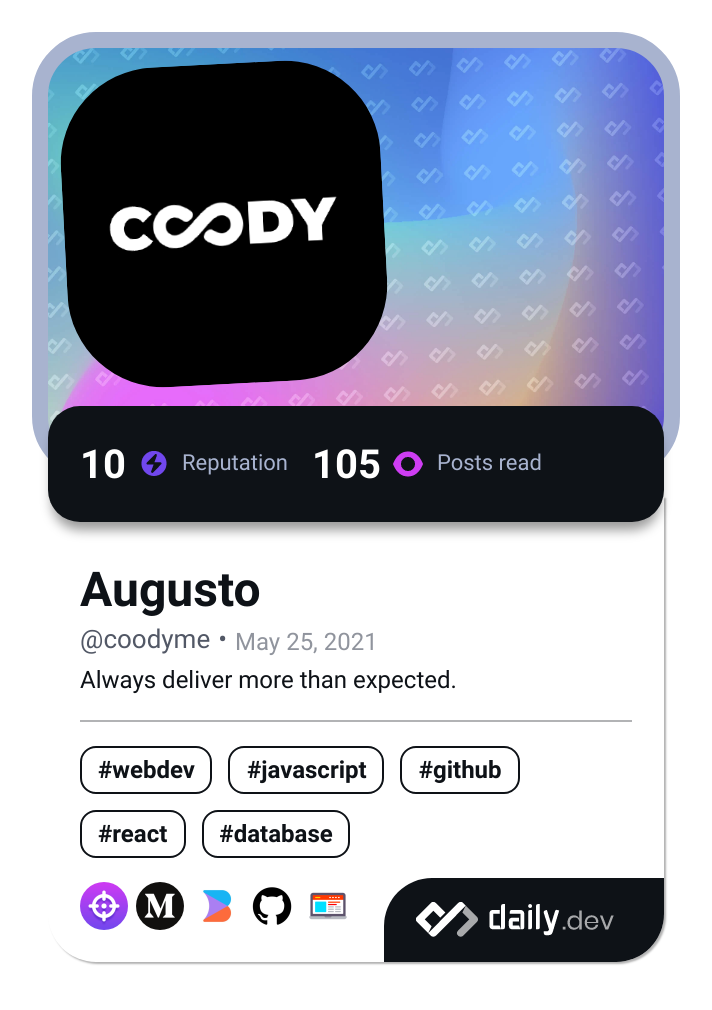 COODY
10 Reputation 105 Posts read
Augusto
@coodyme • May 25, 2021
Always deliver more than expected.
#webdev #javascript #github
#react #database
M
daily.dev